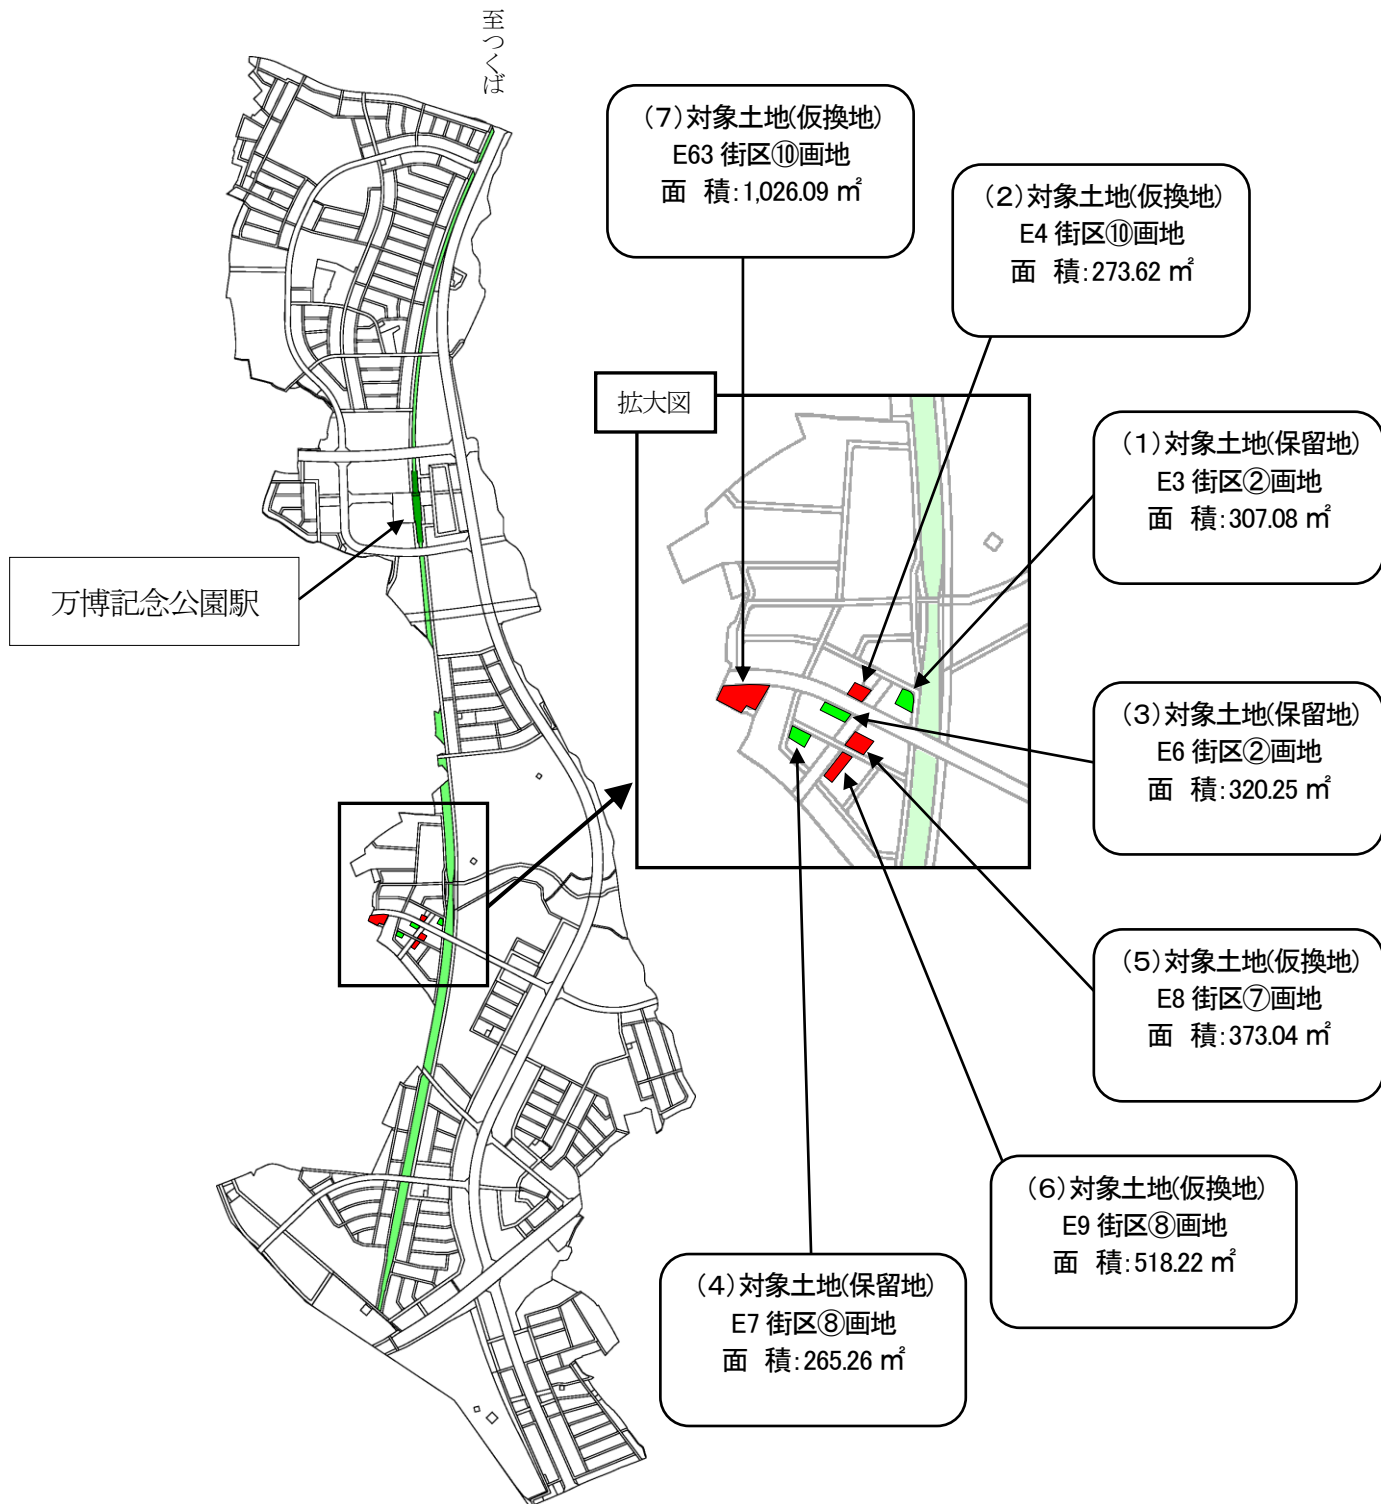 至つくば
(7)対象土地(仮換地)
E63 街区⑩画地
面 積:1,026.09 ㎡
(2)対象土地(仮換地)
E4 街区⑩画地
面 積:273.62 ㎡
拡大図
(1)対象土地(保留地)
E3 街区②画地
面 積:307.08 ㎡
万博記念公園駅
(3)対象土地(保留地)
E6 街区②画地
面 積:320.25 ㎡
(5)対象土地(仮換地)
E8 街区⑦画地
面 積:373.04 ㎡
(6)対象土地(仮換地)
E9 街区⑧画地
面 積:518.22 ㎡
(4)対象土地(保留地)
E7 街区⑧画地
面 積:265.26 ㎡